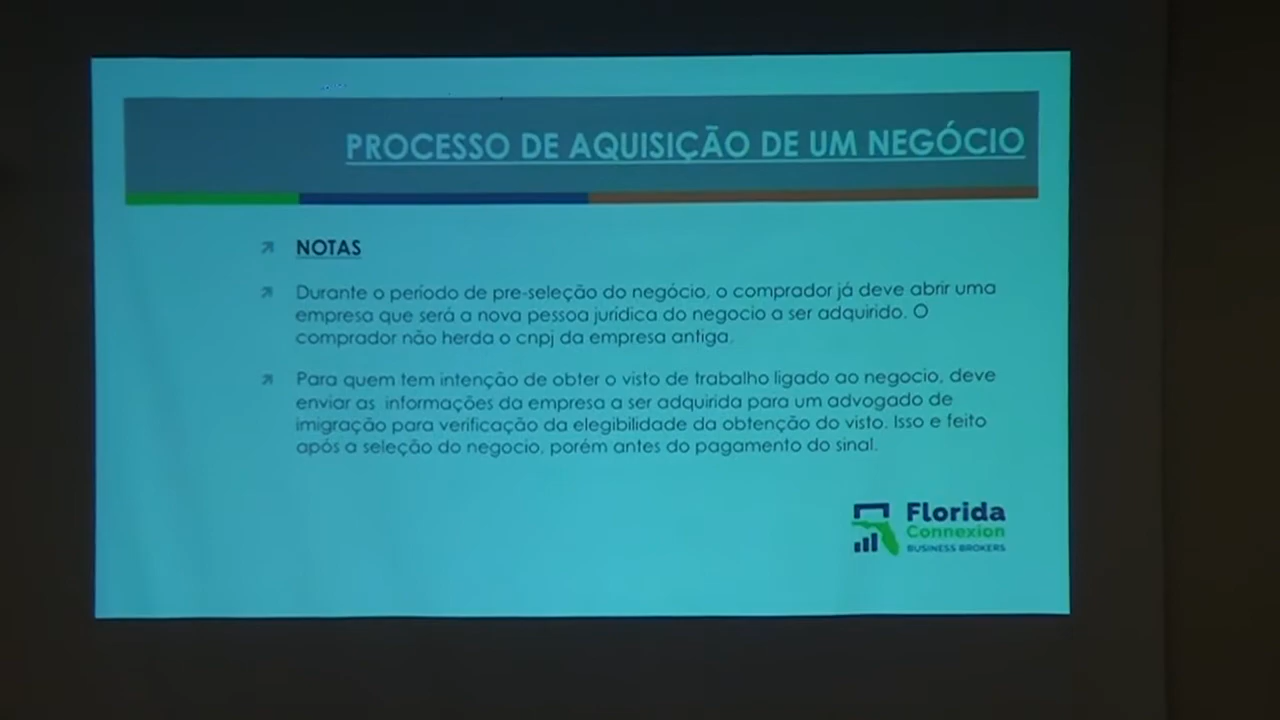 PROCESSO DE AQUISIÇÃO DE UM NEGÓCIO
NOTAS
Durante o período de pre-seleção do negócio, o comprador já deve abrir uma
empresa que será a nova pessoa jurídica do negocio a ser adquirido. O
comprador não herda o cnpj da empresa antiga.
Para quem tem intenção de obter o visto de trabalho ligado ao negocio, deve
enviar as informações da empresa a ser adquirida para um advogado de
imigração para verificação da elegibilidade da obtenção do visto. Isso e feito
após a seleção do negocio, porém antes do pagamento do sinal.
Florida
Connexion
BUSINESS BROKERS